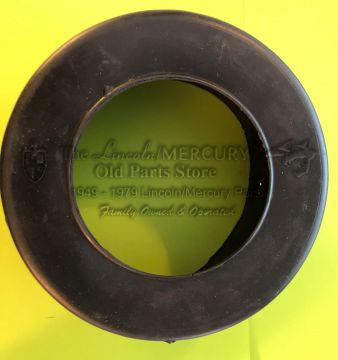 The Lincoln/MERCURY
Old Parts Store
1949 - 1979 Lincoln/Mercury Parts
Family Owned & Operated